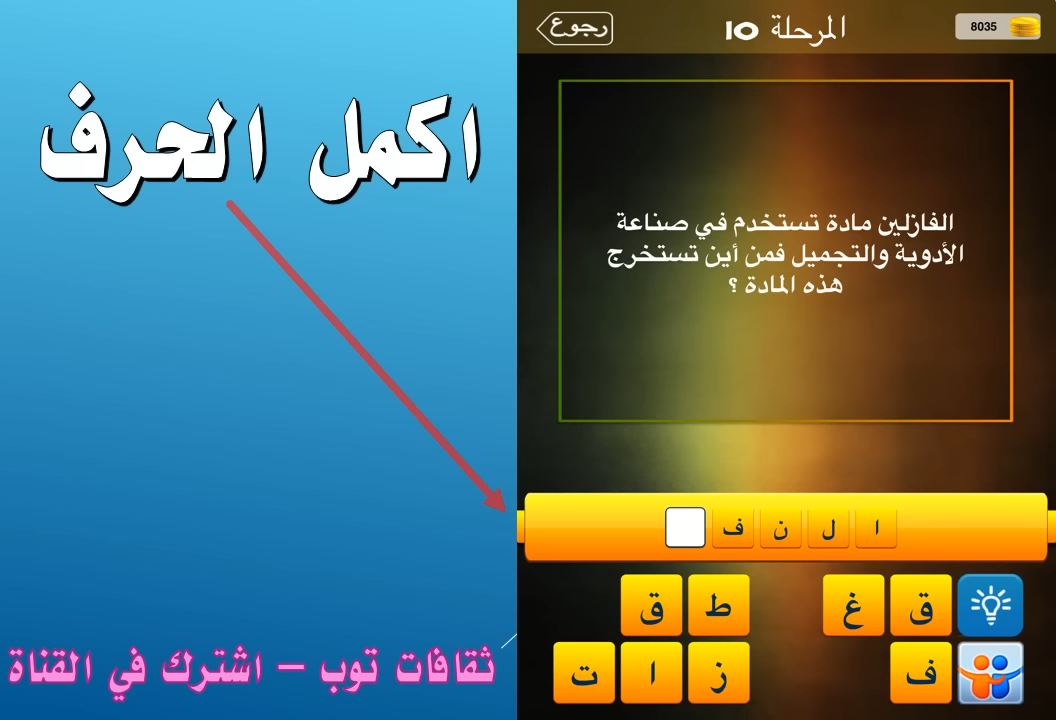 اكمل الحرف
ثقافات توب – اشترك في القناة
رجوع
المرحلة 10
8035
الفازلين مادة تستخدم في صناعة
الأدوية والتجميل فمن أين تستخرج
هذه المادة ؟
ا ل ن ف
ق غ ط ق
ف ز ا ت